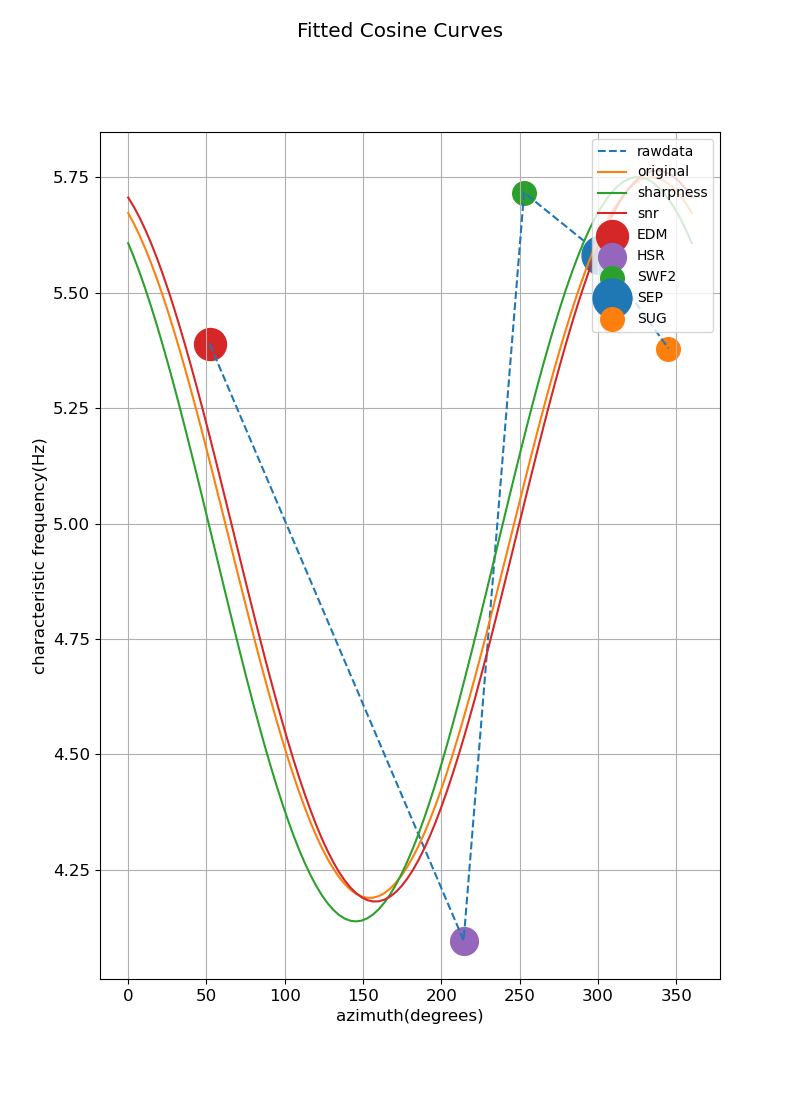 Fitted Cosine Curves
rawdata
original
sharpness
snr
EDM
HSR
SWF2
SEP
SUG
characteristic frequency(Hz)
5.75
5.50
5.25
5.00
4.75
4.50
4.25
0 50 100 150 200 250 300 350
azimuth(degrees)